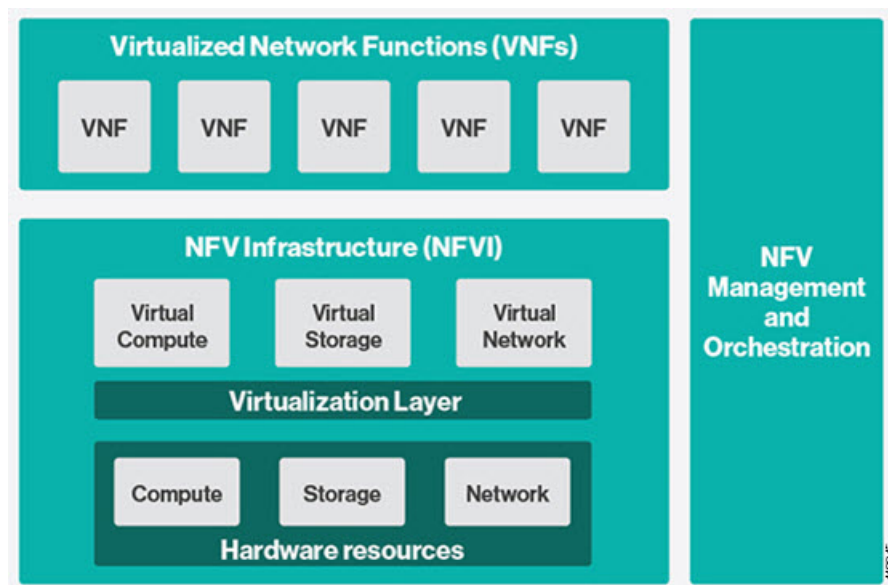 Virtualized Network Functions (VNFs)
VNF VNF VNF VNF VNF
NFV Infrastructure (NFVI)
Virtual Compute
Virtual Storage
Virtual Network
Virtualization Layer
Compute Storage Network
Hardware resources
NFV
Management
and
Orchestration